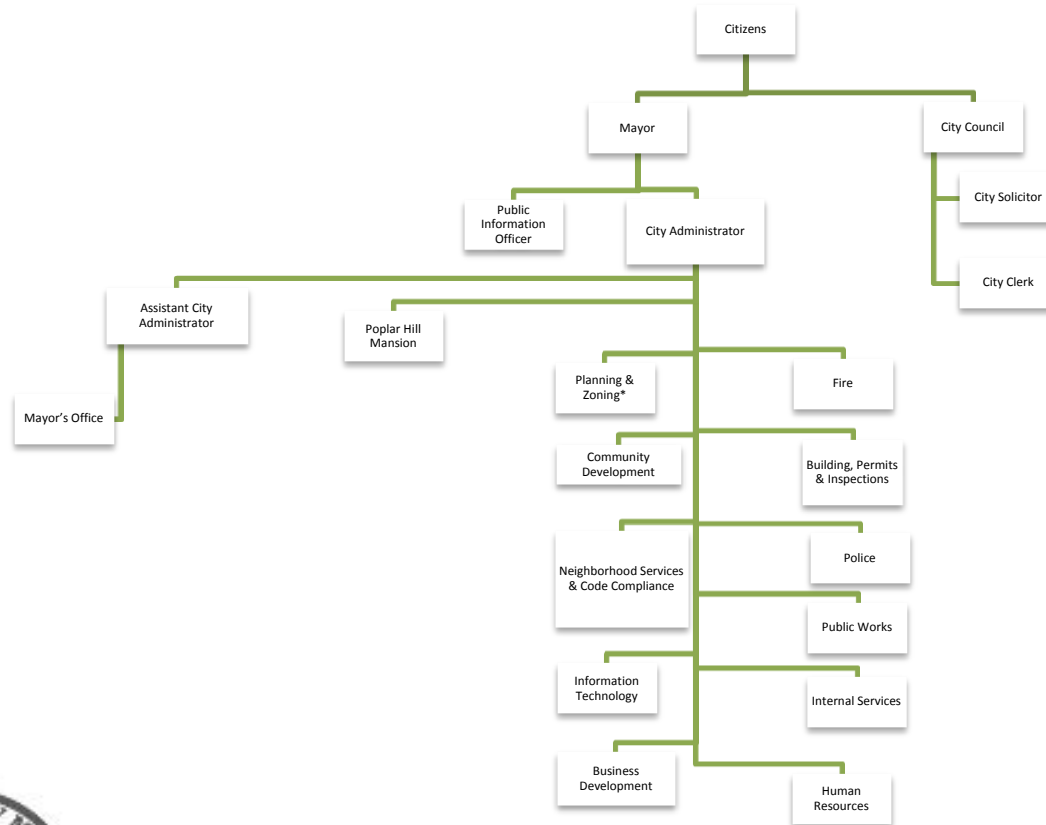 Citizens
Mayor
City Council
City Solicitor
City Clerk
Public
Information
Officer
City Administrator
Assistant City
Administrator
Poplar Hill
Mansion
Mayor’s Office
Planning &
Zoning*
Fire
Community
Development
Building, Permits
& Inspections
Neighborhood Services
& Code Compliance
Police
Public Works
Information
Technology
Internal Services
Business
Development
Human
Resources